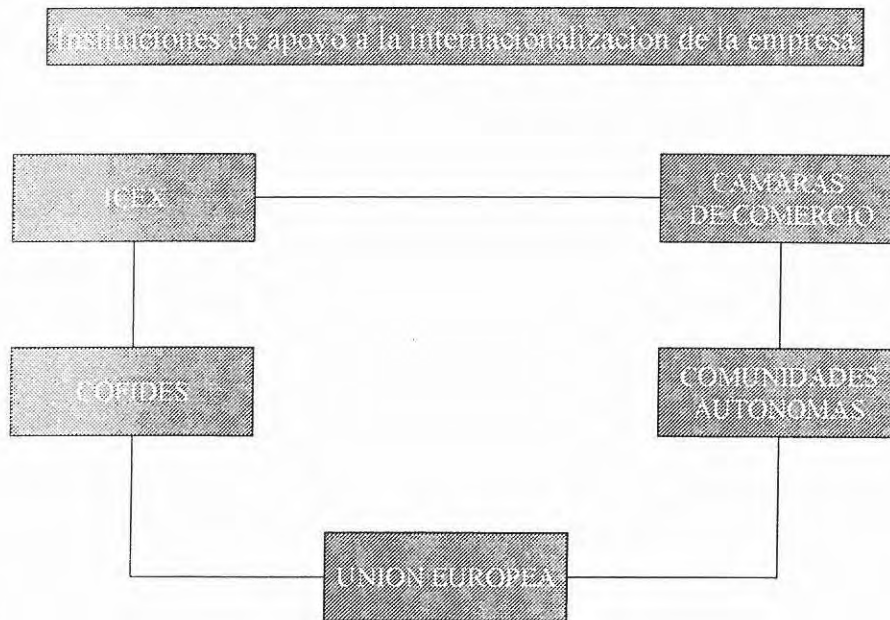 Instituciones de apoyo a la internacionalizacion de la empresa
ICEX
CAMARAS
DE COMERCIO
COFIDES
COMUNIDADES
AUTONOMAS
UNION EUROPEA